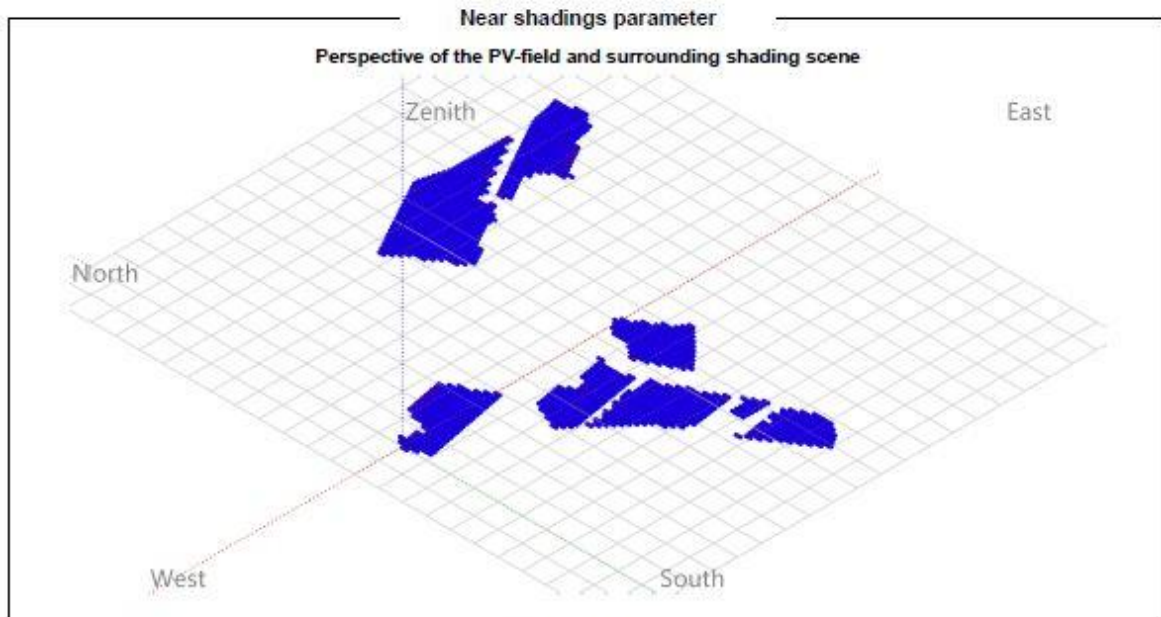 Near shadings parameter
Perspective of the PV-field and surrounding shading scene
Zenith
East
North
West
South